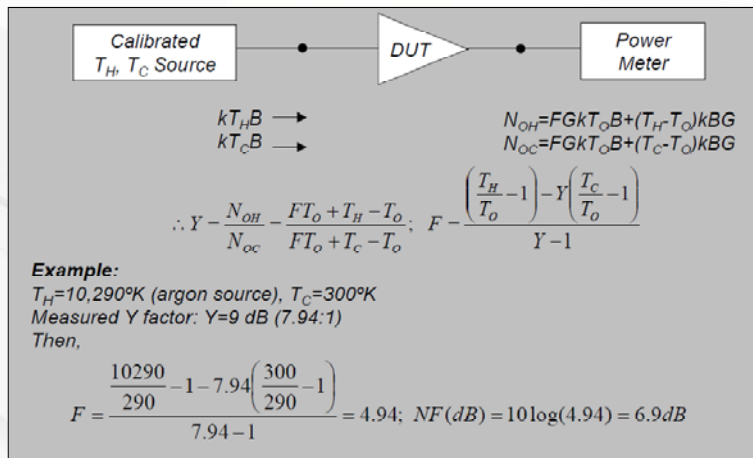 Calibrated
T_H, T_C Source
DUT
Power
Meter
kT_HB
kT_CB
N_OH=FGkT_OB+(T_H-T_O)kBG
N_OC=FGkT_OB+(T_C-T_O)kBG
∴ Y - N_OH/N_OC - (FT_O + T_H - T_O)/(FT_O + T_C - T_O); F - ((T_H/T_O - 1) - Y(T_C/T_O - 1))/(Y - 1)
Example:
T_H=10,290ºK (argon source), T_C=300ºK
Measured Y factor: Y=9 dB (7.94:1)
Then,
F = (10290/290 - 1 - 7.94(300/290 - 1))/(7.94 - 1) = 4.94; NF(dB) = 10log(4.94) = 6.9dB